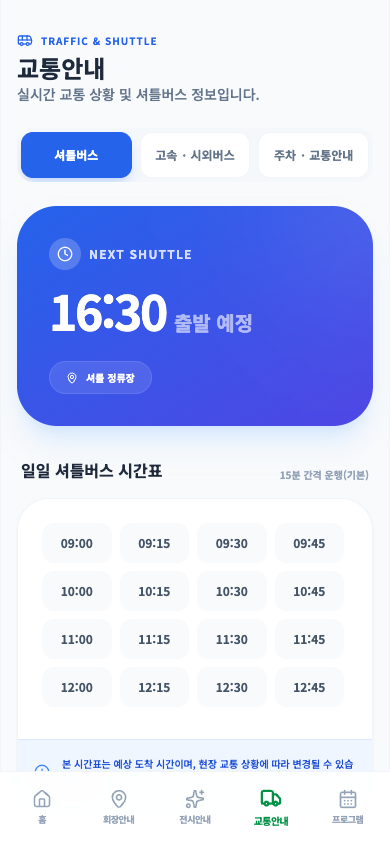 TRAFFIC & SHUTTLE
교통안내
실시간 교통 상황 및 셔틀버스 정보입니다.
셔틀버스 고속 · 시외버스 주차 · 교통안내
NEXT SHUTTLE
16:30 출발 예정
셔틀 정류장
일일 셔틀버스 시간표 15분 간격 운행(기본)
09:00 09:15 09:30 09:45
10:00 10:15 10:30 10:45
11:00 11:15 11:30 11:45
12:00 12:15 12:30 12:45
본 시간표는 예상 도착 시간이며, 현장 교통 상황에 따라 변경될 수 있습
홈 회장안내 전시안내 교통안내 프로그램